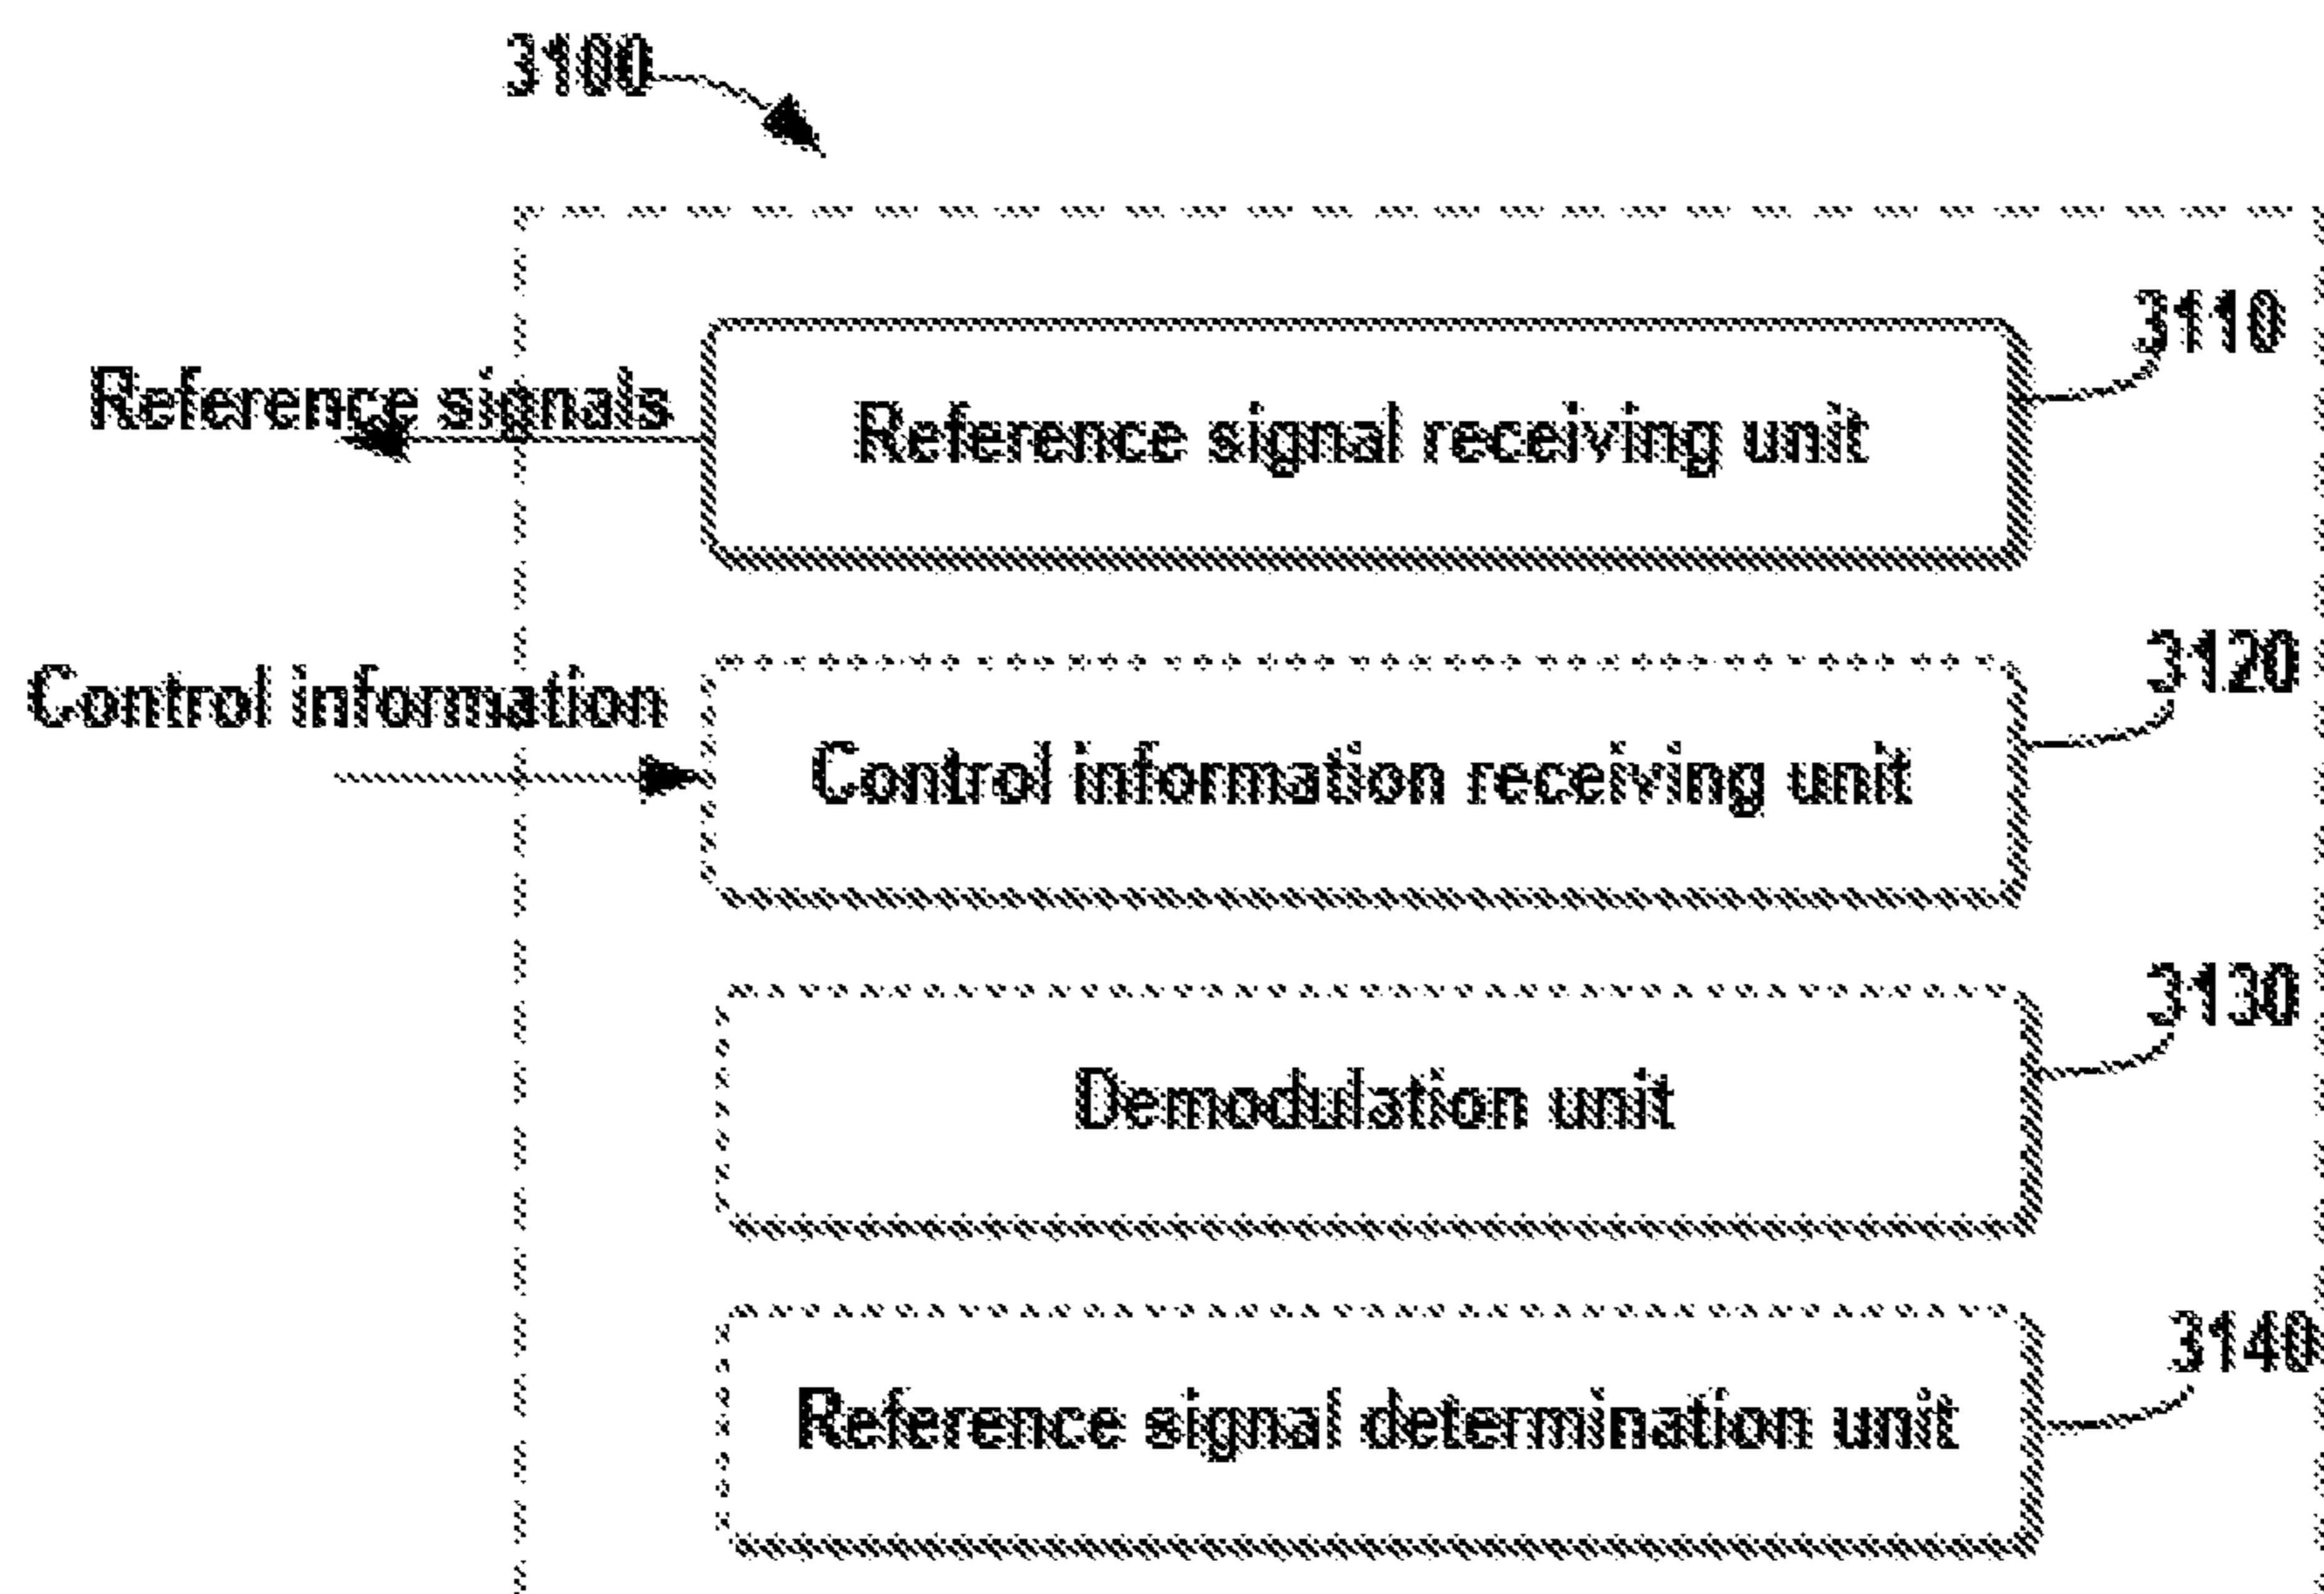 3100
3110
Reference signals
Reference signal receiving unit
3120
Control information
Control information receiving unit
3130
Demodulation unit
3140
Reference signal determination unit